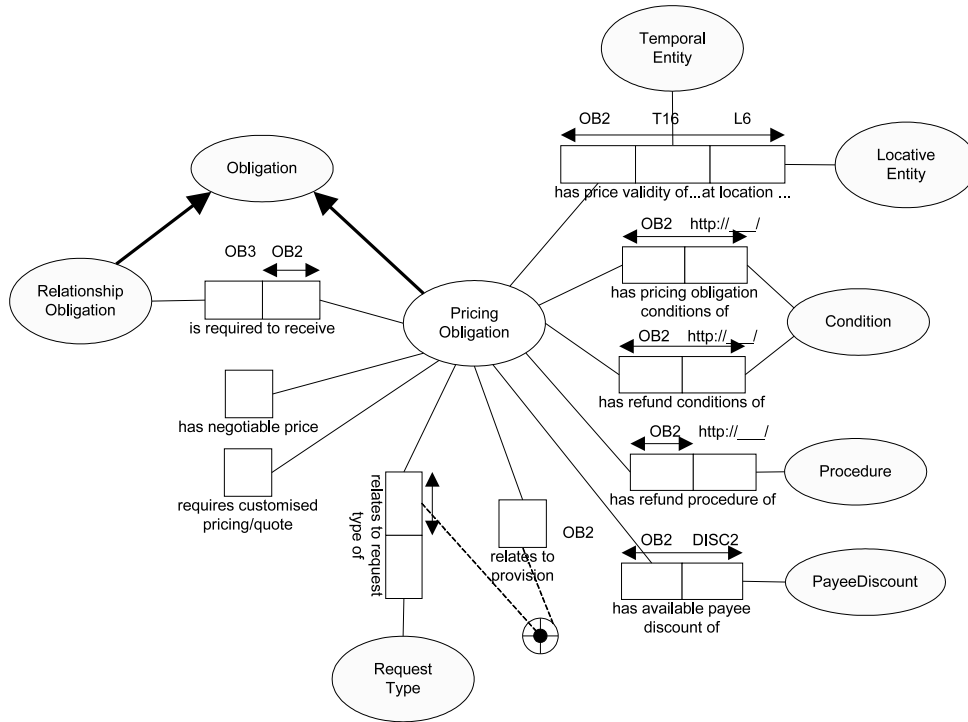 Temporal
Entity
OB2 T16 L6
Locative
Entity
has price validity of...at location ...
Obligation
OB2 http://___/
has pricing obligation
conditions of
OB3 OB2
Relationship
Obligation
is required to receive
Pricing
Obligation
Condition
OB2 http://___/
has refund conditions of
has negotiable price
OB2 http://___/
Procedure
has refund procedure of
requires customised
pricing/quote
relates to request
type of
OB2
relates to
provision
OB2 DISC2
PayeeDiscount
has available payee
discount of
Request
Type